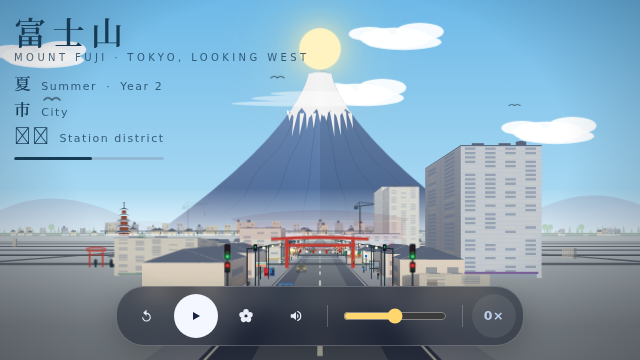 富士山
MOUNT FUJI · TOKYO, LOOKING WEST
夏 Summer · Year 2
市 City
Station district
0×